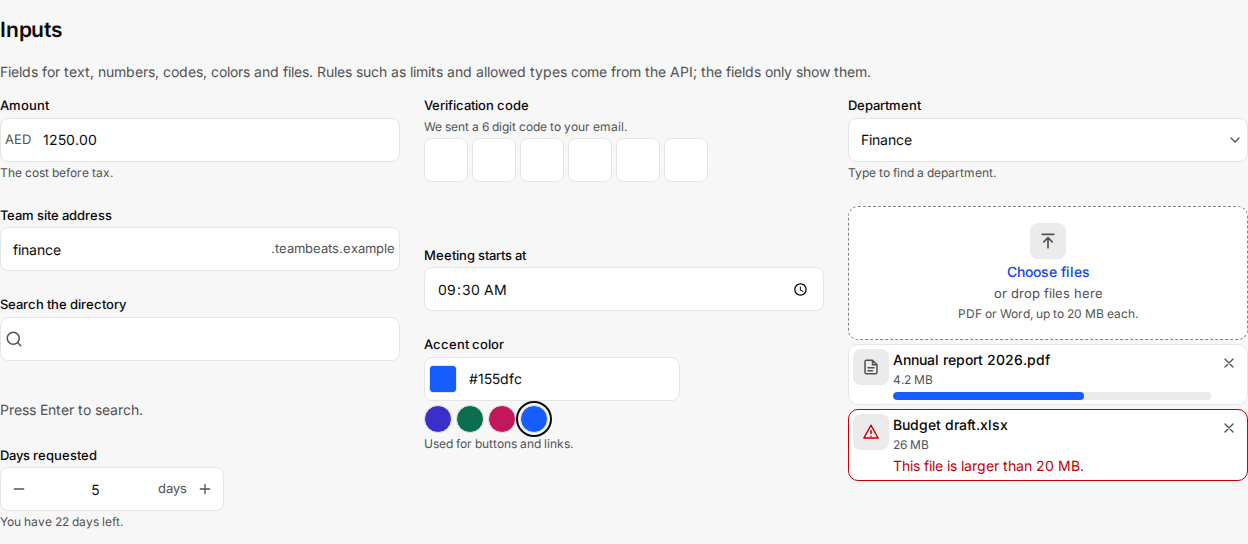 Inputs
Fields for text, numbers, codes, colors and files. Rules such as limits and allowed types come from the API; the fields only show them.
Amount
AED 1250.00
The cost before tax.
Team site address
finance .teambeats.example
Search the directory
Press Enter to search.
Days requested
5 days
You have 22 days left.
Verification code
We sent a 6 digit code to your email.
Meeting starts at
09:30 AM
Accent color
#155dfc
Used for buttons and links.
Department
Finance
Type to find a department.
Choose files
or drop files here
PDF or Word, up to 20 MB each.
Annual report 2026.pdf
4.2 MB
Budget draft.xlsx
26 MB
This file is larger than 20 MB.